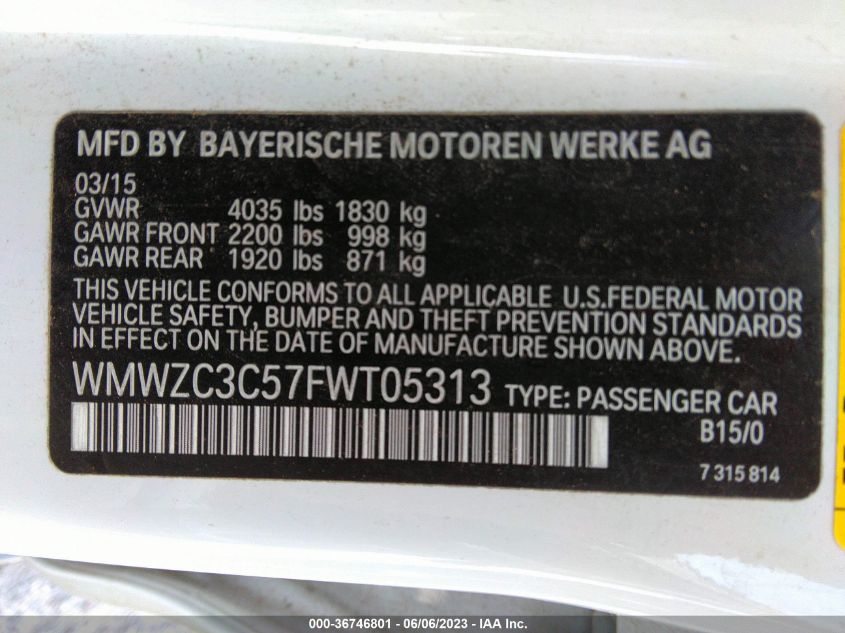 MFD BY BAYERISCHE MOTOREN WERKE AG
03/15
GVWR 4035 lbs 1830 kg
GAWR FRONT 2200 lbs 998 kg
GAWR REAR 1920 lbs 871 kg
THIS VEHICLE CONFORMS TO ALL APPLICABLE U.S.FEDERAL MOTOR
VEHICLE SAFETY, BUMPER AND THEFT PREVENTION STANDARDS
IN EFFECT ON THE DATE OF MANUFACTURE SHOWN ABOVE.
WMWZC3C57FWT05313 TYPE: PASSENGER CAR
B15/0
7 315 814
000-36746801 - 06/06/2023 - IAA Inc.